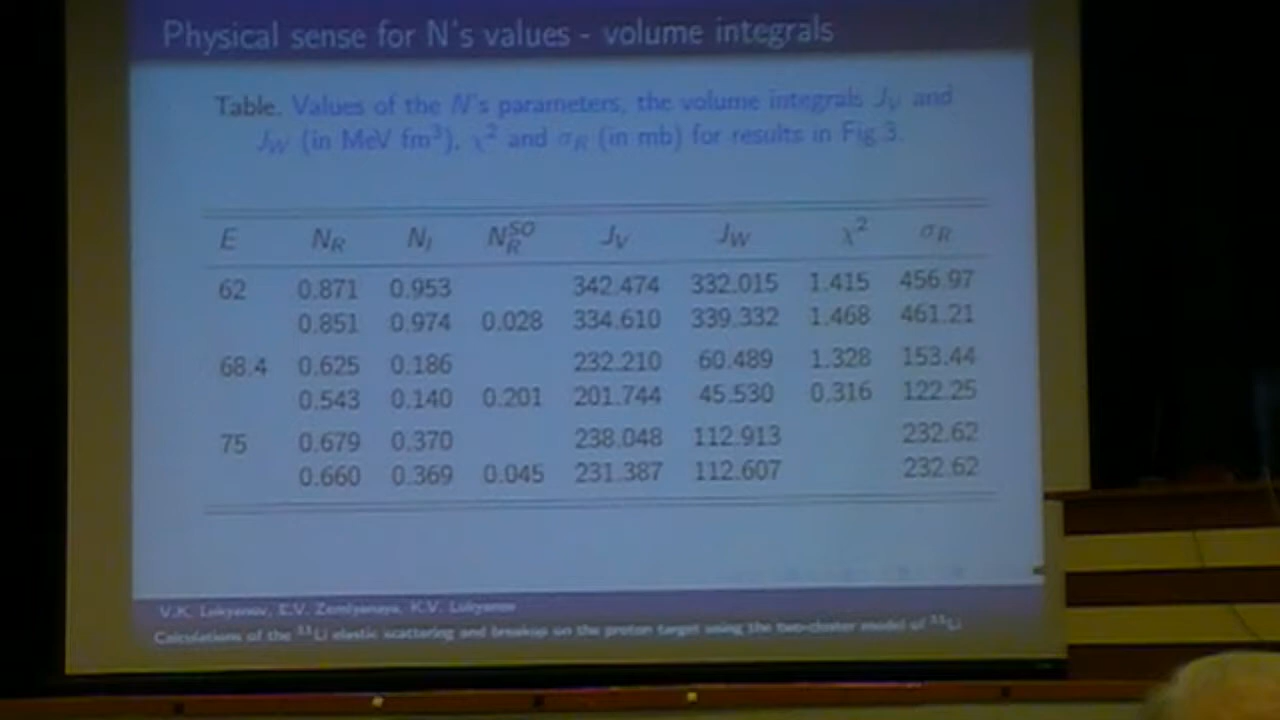 Physical sense for N's values - volume integrals
Table. Values of the N's parameters, the volume integrals J_V and
J_W (in MeV fm³), χ² and σ_R (in mb) for results in Fig.3.
E N_R N_I N_R^SO J_V J_W χ² σ_R
62 0.871 0.953 342.474 332.015 1.415 456.97
0.851 0.974 0.028 334.610 339.332 1.468 461.21
68.4 0.625 0.186 232.210 60.489 1.328 153.44
0.543 0.140 0.201 201.744 45.530 0.316 122.25
75 0.679 0.370 238.048 112.913 232.62
0.660 0.369 0.045 231.387 112.607 232.62
V.K. Lukyanov, E.V. Zemlyanaya, K.V. Lukyanov
Calculations of the ¹¹Li elastic scattering and breakup on the proton target using the two-cluster model of ¹¹Li